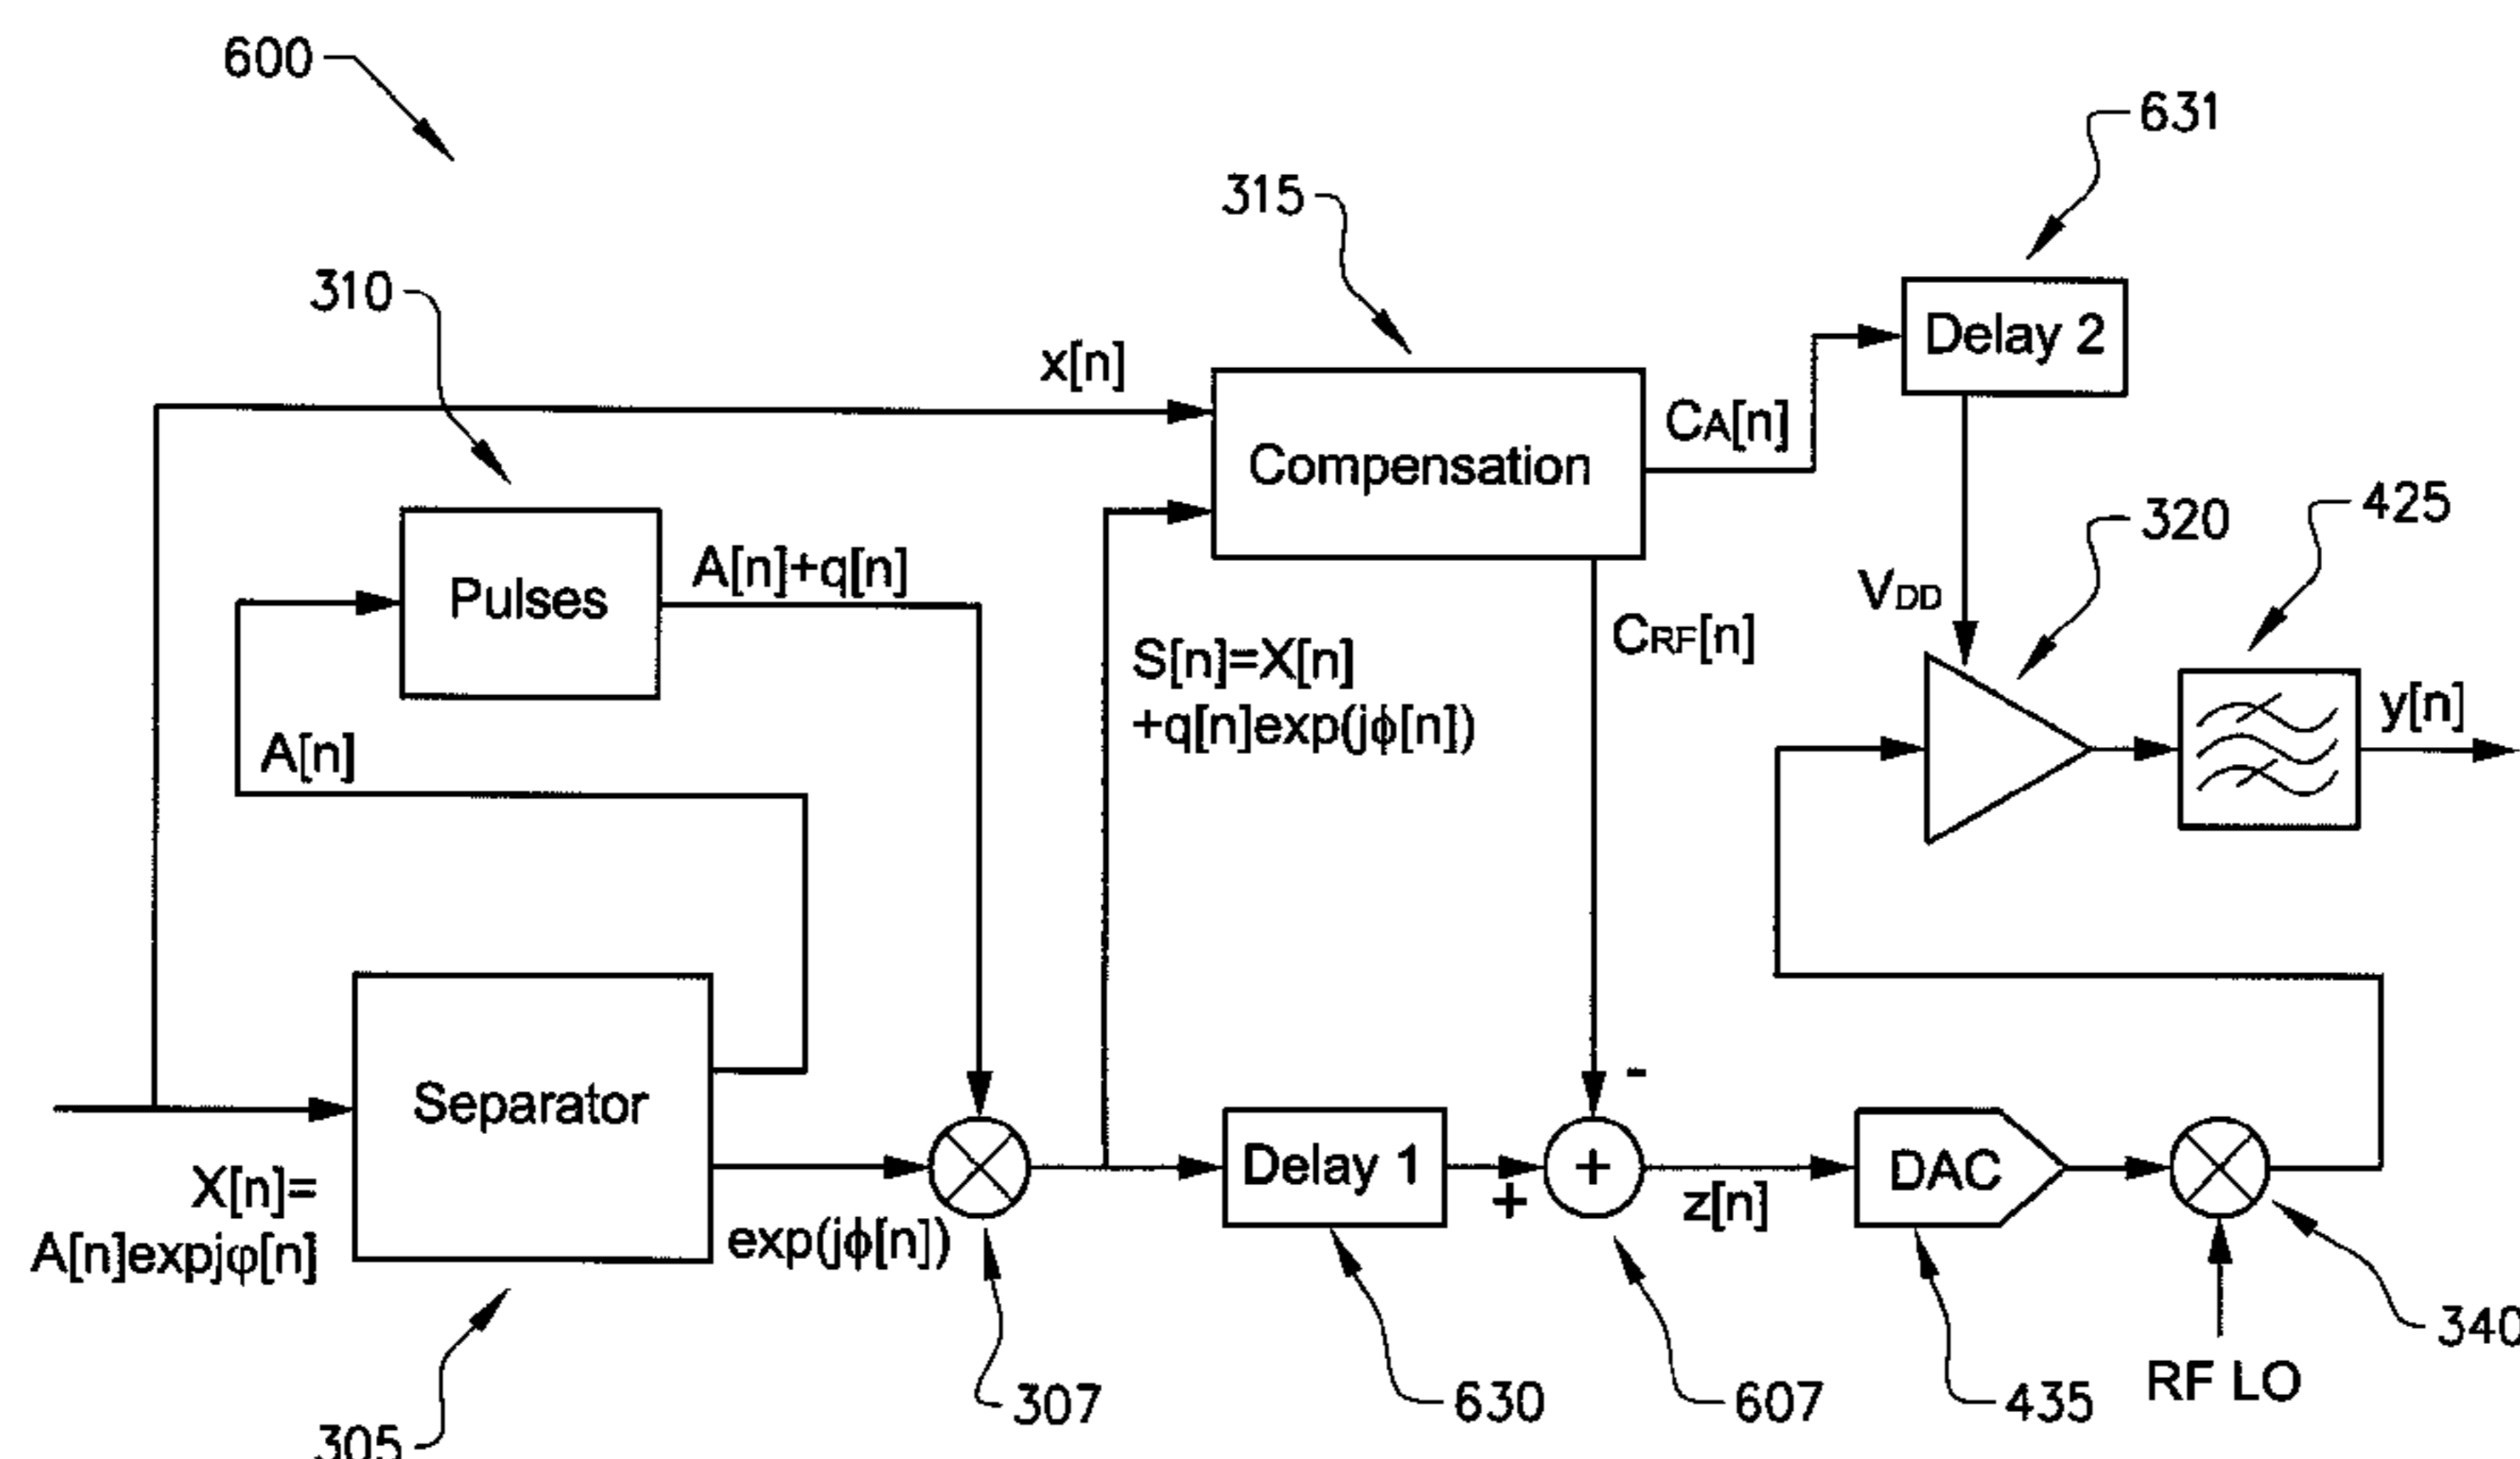 600
631
315
310
x[n]
Delay 2
CA[n]
Compensation
425
320
A[n]+q[n]
Pulses
VDD
CRF[n]
S[n]=X[n]
+q[n]exp(jϕ[n])
y[n]
A[n]
-
Separator
Delay 1
+
DAC
X[n]=
+
z[n]
A[n]expjφ[n]
exp(jϕ[n])
340
RF LO
307
630
607
435
305